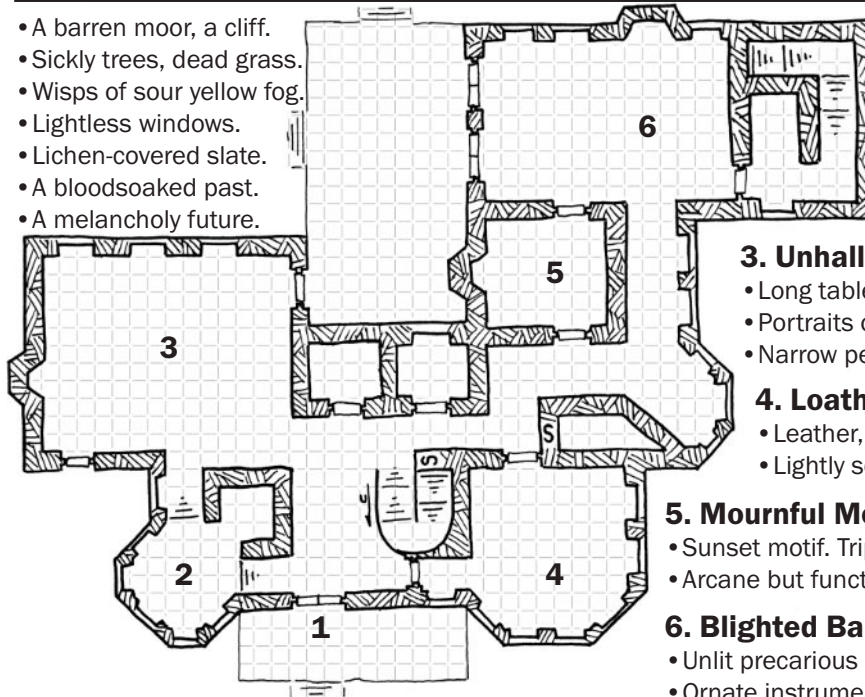 • A barren moor, a cliff.
• Sickly trees, dead grass.
• Wisps of sour yellow fog.
• Lightless windows.
• Lichen-covered slate.
• A bloodsoaked past.
• A melancholy future.
6
5
3
S
S
2
4
1
3. Unhall
• Long table
• Portraits
• Narrow pe
4. Loath
• Leather,
• Lightly s
5. Mournful M
• Sunset motif. Tri
• Arcane but funct
6. Blighted Ba
• Unlit precarious
• Ornate instrume